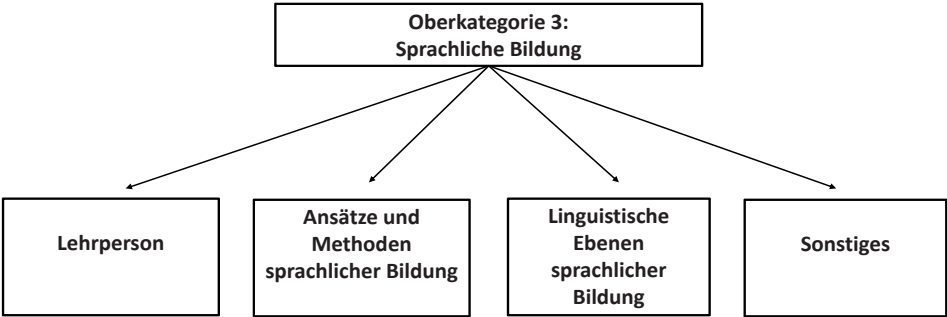 Oberkategorie 3:
Sprachliche Bildung
Lehrperson
Ansätze und
Methoden
sprachlicher Bildung
Linguistische
Ebenen
sprachlicher
Bildung
Sonstiges